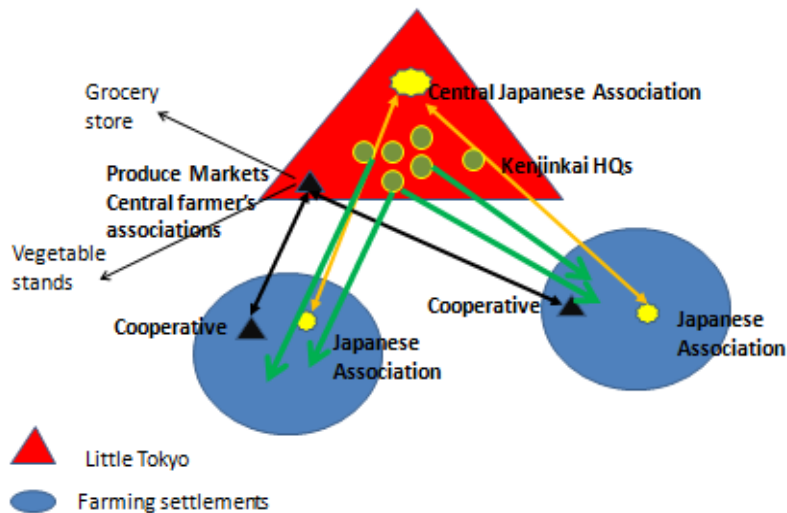 Grocery
store
Central Japanese Association
Produce Markets
Central farmer's
associations
Kenjinkai HQs
Vegetable
stands
Cooperative
Japanese
Association
Cooperative
Japanese
Association
Little Tokyo
Farming settlements